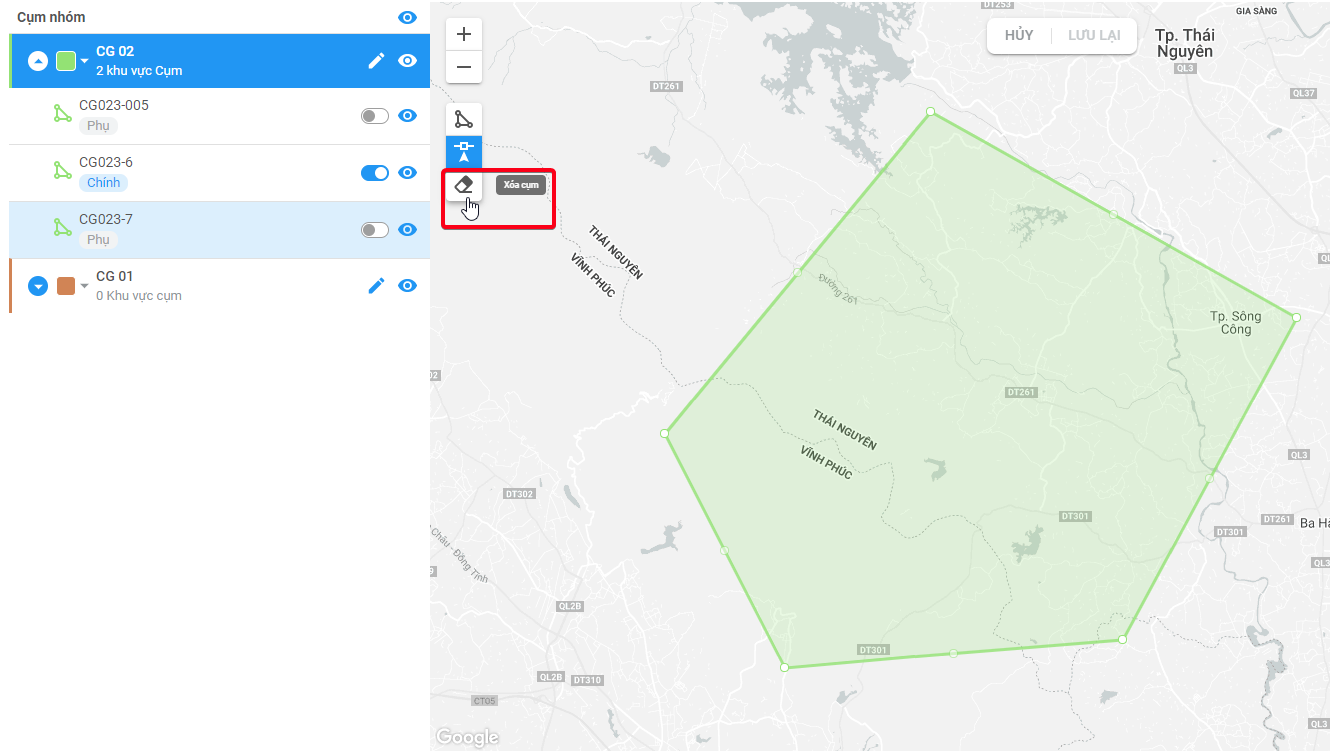 Cụm nhóm
CG 02
2 khu vực Cụm
CG023-005
Phụ
CG023-6
Chính
CG023-7
Phụ
CG 01
0 Khu vực cụm
+
−
Xóa cụm
HỦY
LƯU LẠI
DT253
GIA SÀNG
Tp. Thái
Nguyên
QL3
DT261
QL37
THÁI NGUYÊN
VĨNH PHÚC
Đường 261
Tp. Sông
Công
DT261
THÁI NGUYÊN
VĨNH PHÚC
QL3
DT302
DT301
DT261
Ba Hà
DT301
Châu - Đồng Tĩnh
QL3
QL2B
DT301
QL2B
DT310
CT05
QL3
Google